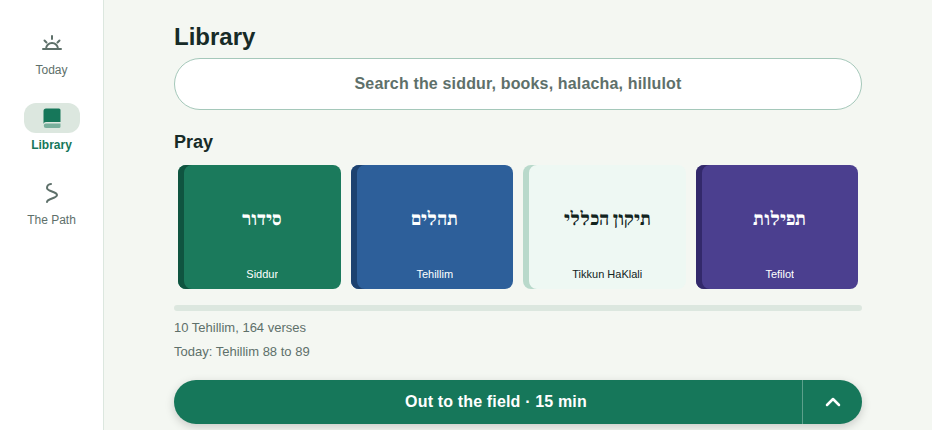 Today
Library
The Path
Library
Search the siddur, books, halacha, hillulot
Pray
סידור
Siddur
תהלים
Tehillim
תיקון הכללי
Tikkun HaKlali
תפילות
Tefilot
10 Tehillim, 164 verses
Today: Tehillim 88 to 89
Out to the field · 15 min